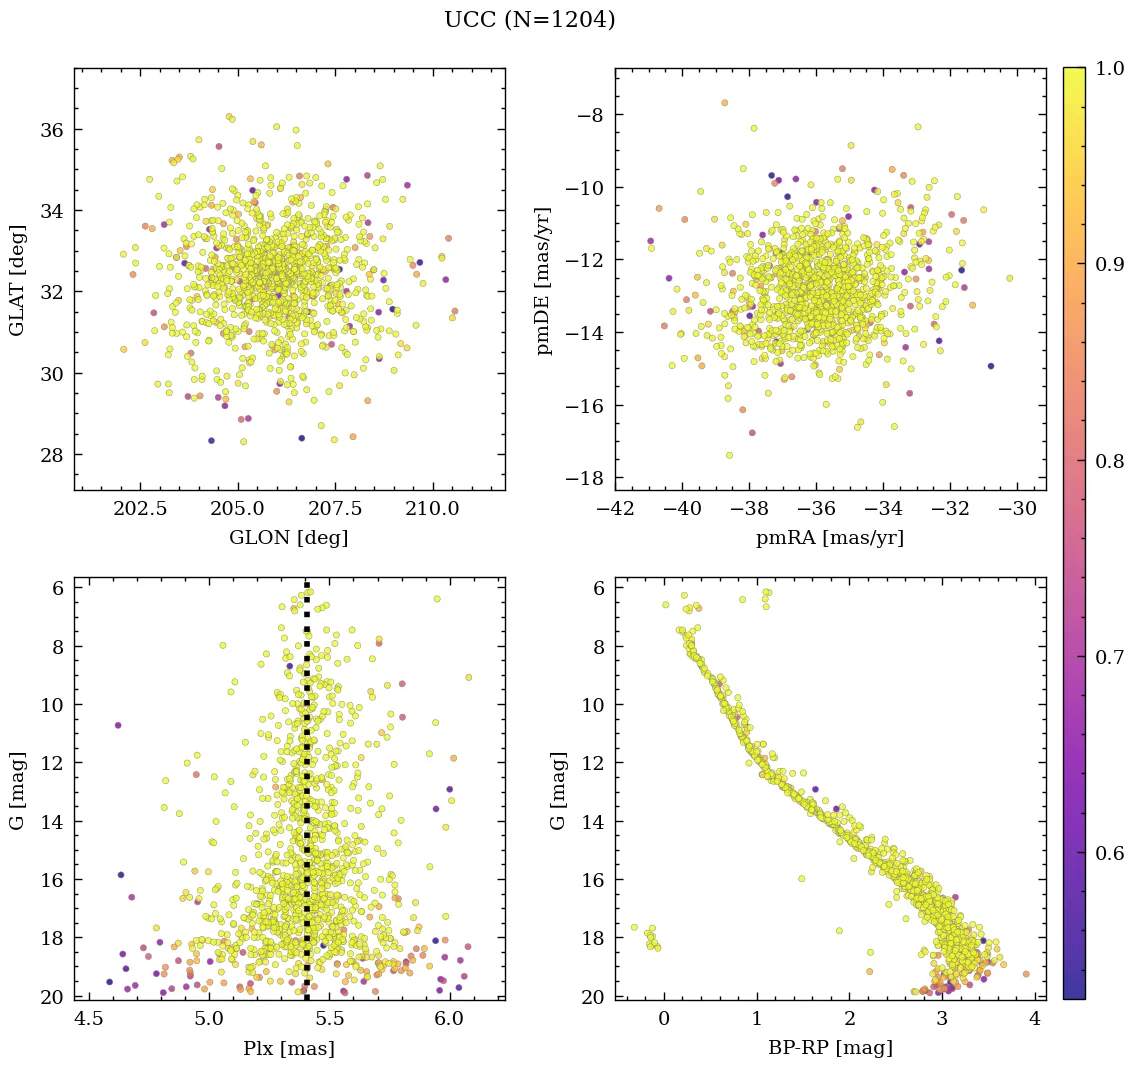 UCC (N=1204)
36
34
32
30
28
GLAT [deg]
202.5 205.0 207.5 210.0
GLON [deg]
−8
−10
−12
−14
−16
−18
pmDE [mas/yr]
−42 −40 −38 −36 −34 −32 −30
pmRA [mas/yr]
1.0
0.9
0.8
0.7
0.6
6
8
10
12
14
16
18
20
G [mag]
4.5 5.0 5.5 6.0
Plx [mas]
6
8
10
12
14
16
18
20
G [mag]
0 1 2 3 4
BP-RP [mag]